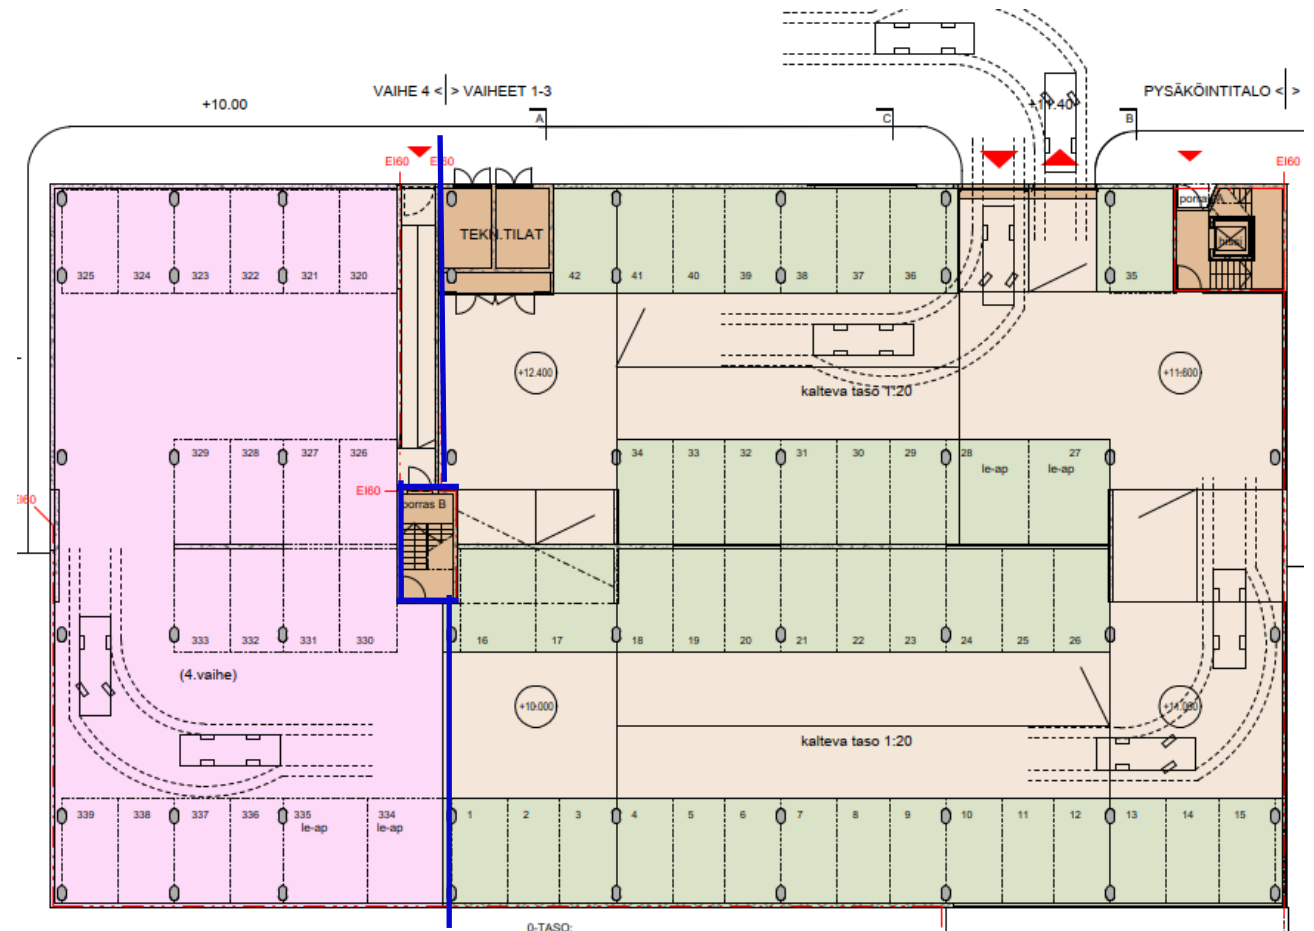 VAIHE 4 < > VAIHEET 1-3
PYSÄKÖINTITALO < >
+10.00
A
C
+11.40
B
EI60
EI60
EI60
porras A
hissi
TEKN.TILAT
325 324 323 322 321 320
42 41 40 39 38 37 36 35
+12.400
+11.600
kalteva taso 1:20
329 328 327 326
34 33 32 31 30 29 28 27
le-ap le-ap
EI60
EI60
porras B
333 332 331 330
16 17 18 19 20 21 22 23 24 25 26
(4.vaihe)
+10.000
kalteva taso 1:20
339 338 337 336 335 334
le-ap le-ap
1 2 3 4 5 6 7 8 9 10 11 12 13 14 15
0-TASO: